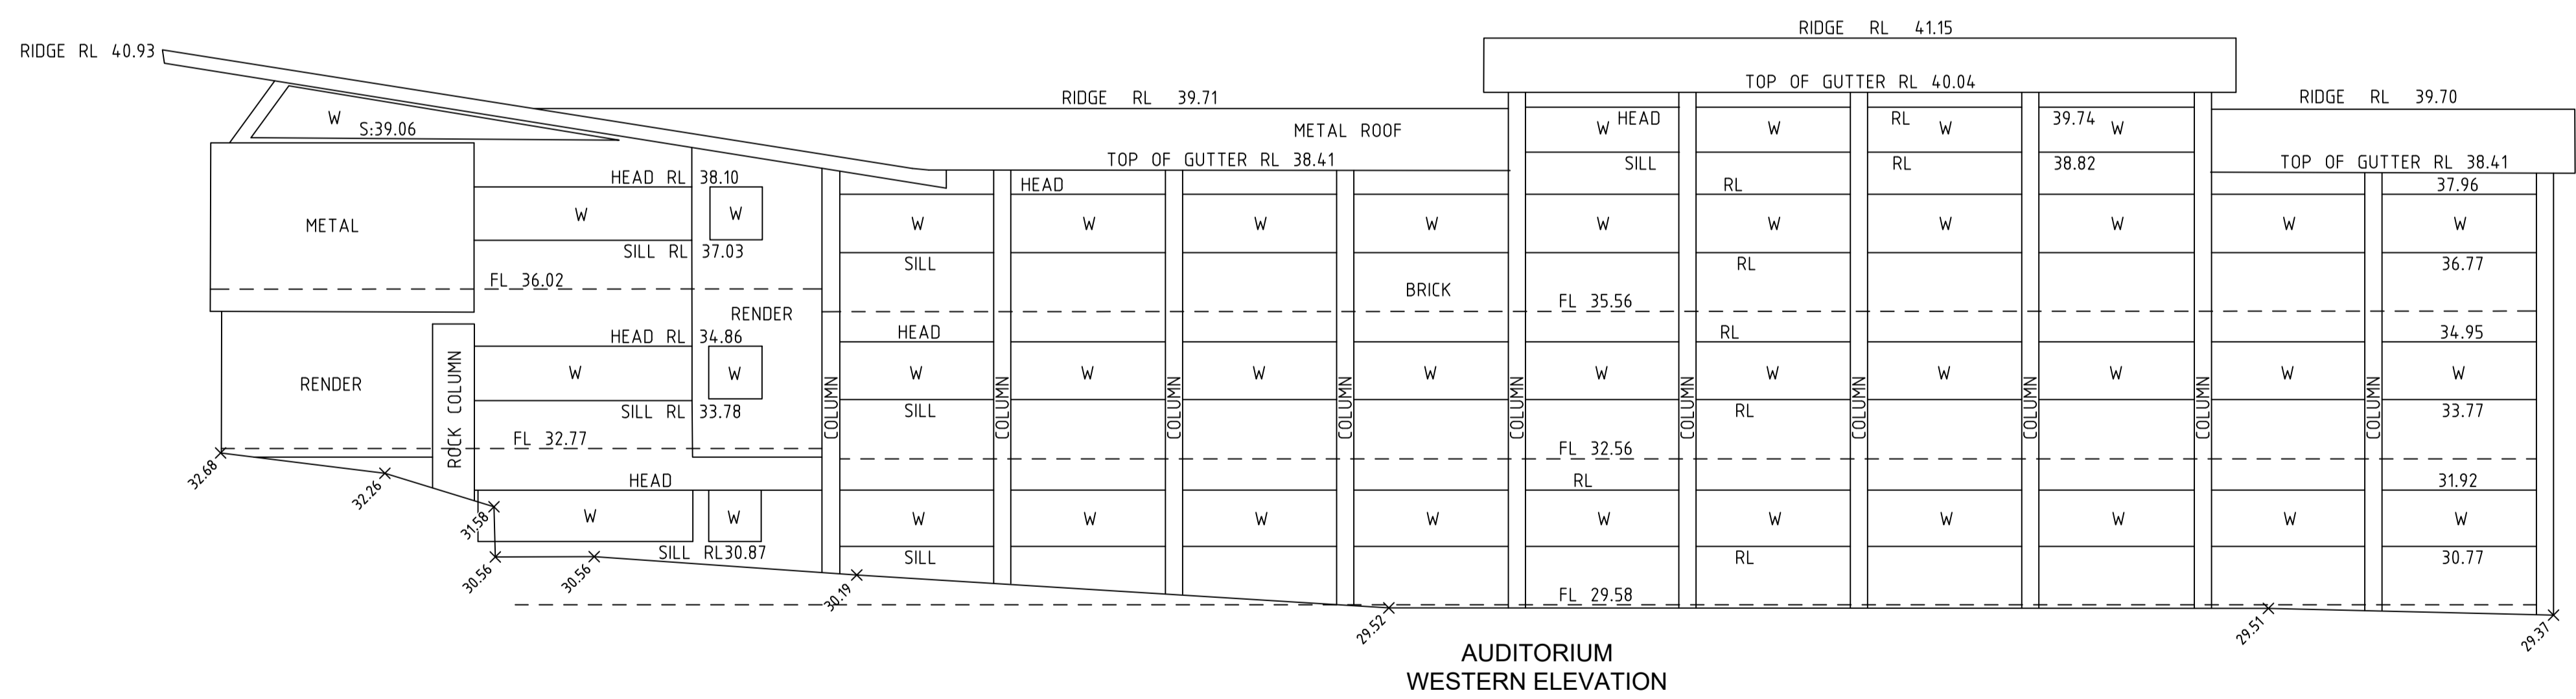 RIDGE RL 41.15
RIDGE RL 40.93
TOP OF GUTTER RL 40.04
RIDGE RL 39.71
RIDGE RL 39.70
W
S:39.06
METAL ROOF
W HEAD W RL W 39.74 W
TOP OF GUTTER RL 38.41
SILL RL 38.82
TOP OF GUTTER RL 38.41
HEAD RL 38.10
HEAD RL 37.96
METAL
W W W W W W W W W W W W
SILL RL 37.03
SILL RL 36.77
FL 36.02
BRICK
FL 35.56
RENDER
HEAD RL 34.86
HEAD RL 34.95
RENDER
W W W W W W W W W W W W
SILL RL 33.78
SILL RL 33.77
ROCK COLUMN
COLUMN COLUMN COLUMN COLUMN COLUMN COLUMN COLUMN COLUMN COLUMN COLUMN
FL 32.77
FL 32.56
32.68
32.26
HEAD RL 31.92
31.58
W W W W W W W W W W W W
SILL RL30.87
SILL RL 30.77
30.56
30.56
30.19
FL 29.58
29.52
29.51
29.37
AUDITORIUM
WESTERN ELEVATION